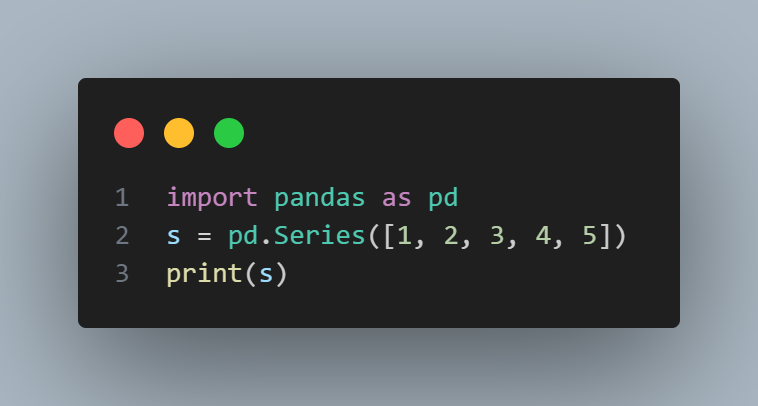 1 import pandas as pd
2 s = pd.Series([1, 2, 3, 4, 5])
3 print(s)